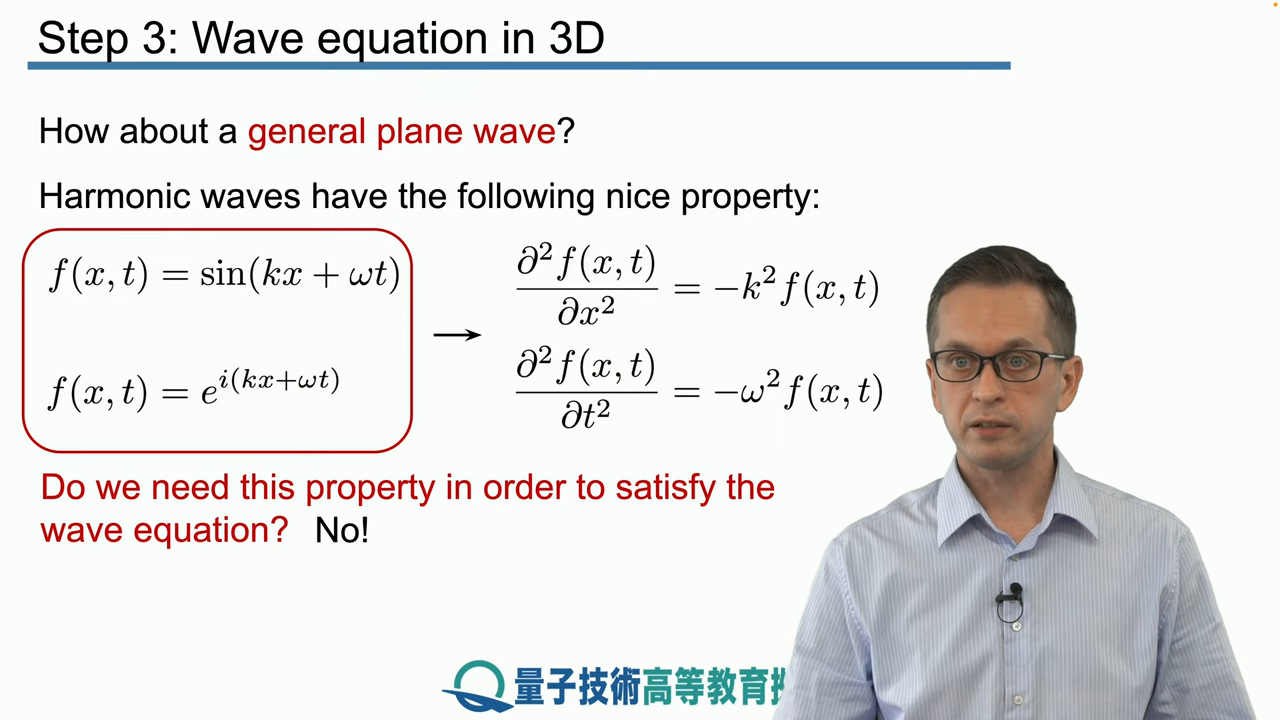 Step 3: Wave equation in 3D
How about a general plane wave?
Harmonic waves have the following nice property:
f(x, t) = sin(kx + ωt)
f(x, t) = e^{i(kx+ωt)}
→
∂²f(x, t)/∂x² = −k²f(x, t)
∂²f(x, t)/∂t² = −ω²f(x, t)
Do we need this property in order to satisfy the
wave equation? No!
量子技術高等教育